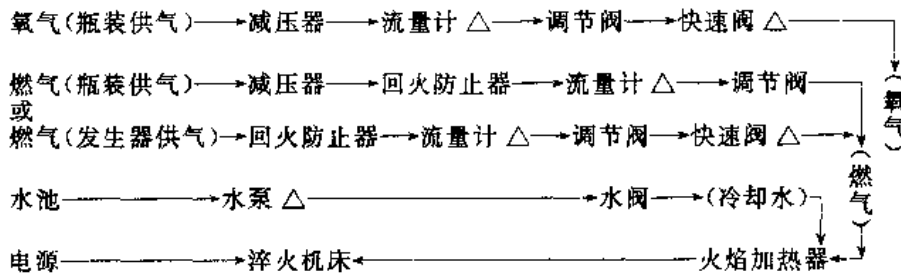 氧气(瓶装供气)→减压器→流量计 △→调节阀→快速阀 △
燃气(瓶装供气)→减压器→回火防止器→流量计 △→调节阀
或
燃气(发生器供气)→回火防止器→流量计 △→调节阀→快速阀 △
(氧气)
(燃气)
水池→水泵 △→水阀→(冷却水)
电源→淬火机床←火焰加热器